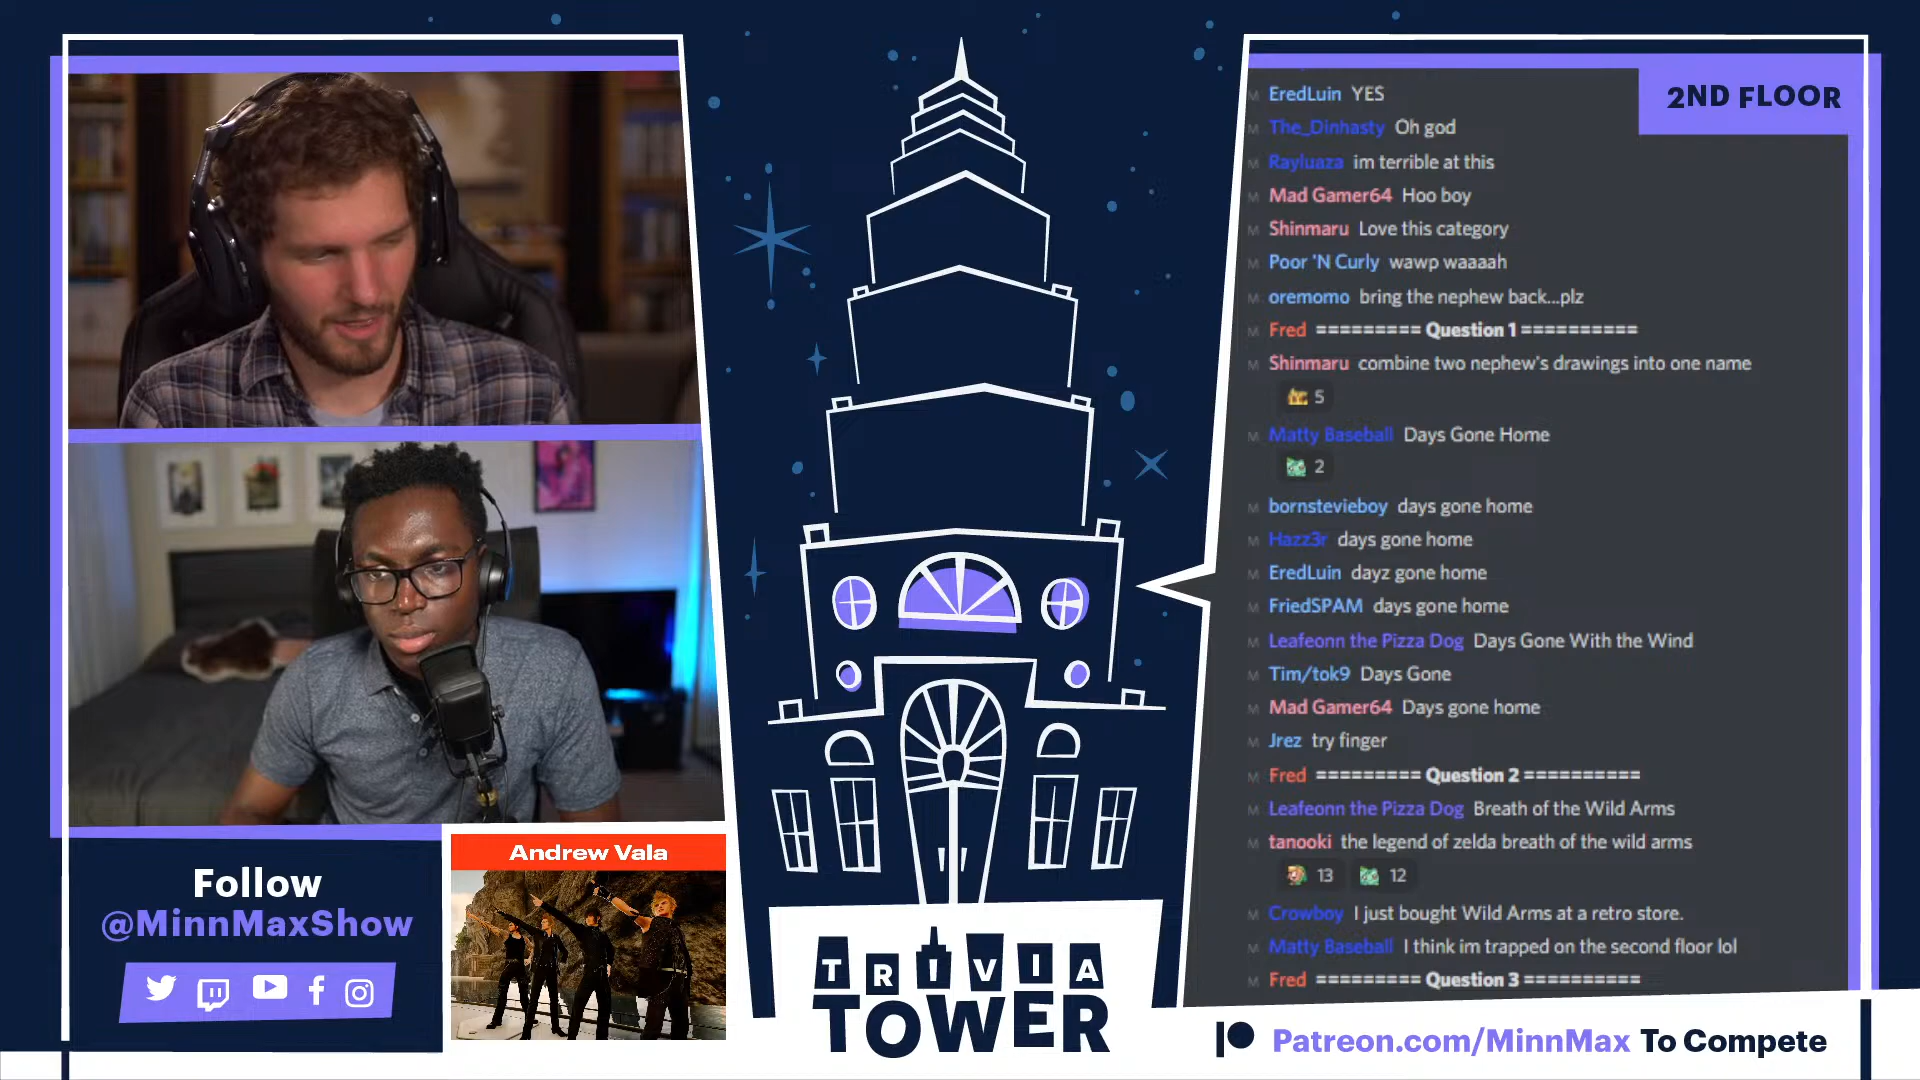 2ND FLOOR
EredLuin YES
The_Dinhasty Oh god
Rayluaza im terrible at this
Mad Gamer64 Hoo boy
Shinmaru Love this category
Poor 'N Curly wawp waaaah
oremomo bring the nephew back...plz
Fred ========= Question 1 ==========
Shinmaru combine two nephew's drawings into one name
5
Matty Baseball Days Gone Home
2
bornstevieboy days gone home
Hazz3r days gone home
EredLuin dayz gone home
FriedSPAM days gone home
Leafeonn the Pizza Dog Days Gone With the Wind
Tim/tok9 Days Gone
Mad Gamer64 Days gone home
Jrez try finger
Fred ========= Question 2 ==========
Leafeonn the Pizza Dog Breath of the Wild Arms
tanooki the legend of zelda breath of the wild arms
13 12
Crowboy I just bought Wild Arms at a retro store.
Matty Baseball I think im trapped on the second floor lol
Fred ========= Question 3 ==========
Follow
@MinnMaxShow
Andrew Vala
TRIVIA
TOWER
Patreon.com/MinnMax To Compete